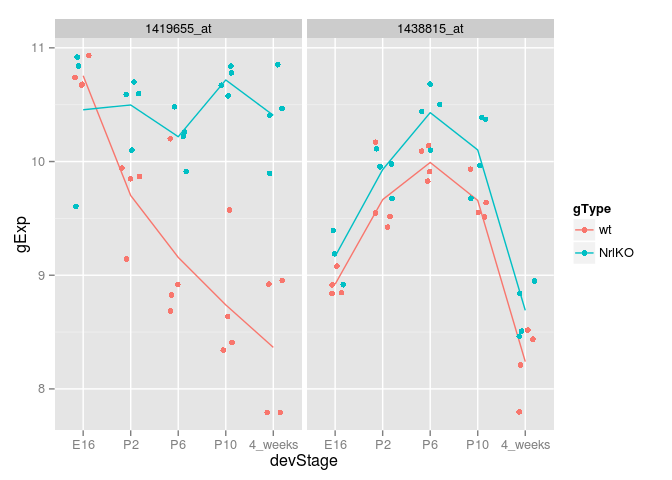 1419655_at 1438815_at
11
10
9
8
gExp
E16 P2 P6 P10 4_weeks E16 P2 P6 P10 4_weeks
devStage
gType
wt
NrlKO